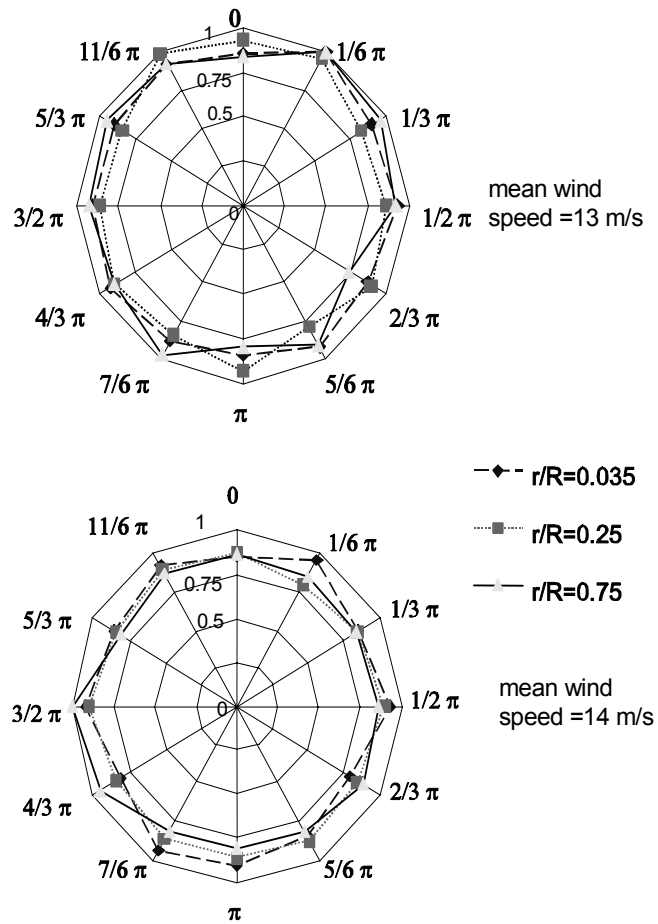 0
1
11/6 π
1/6 π
0.75
5/3 π
1/3 π
0.5
3/2 π
0
1/2 π
mean wind
speed =13 m/s
4/3 π
2/3 π
7/6 π
5/6 π
π
0
1
11/6 π
1/6 π
r/R=0.035
r/R=0.25
r/R=0.75
0.75
5/3 π
1/3 π
0.5
3/2 π
0
1/2 π
mean wind
speed =14 m/s
4/3 π
2/3 π
7/6 π
5/6 π
π